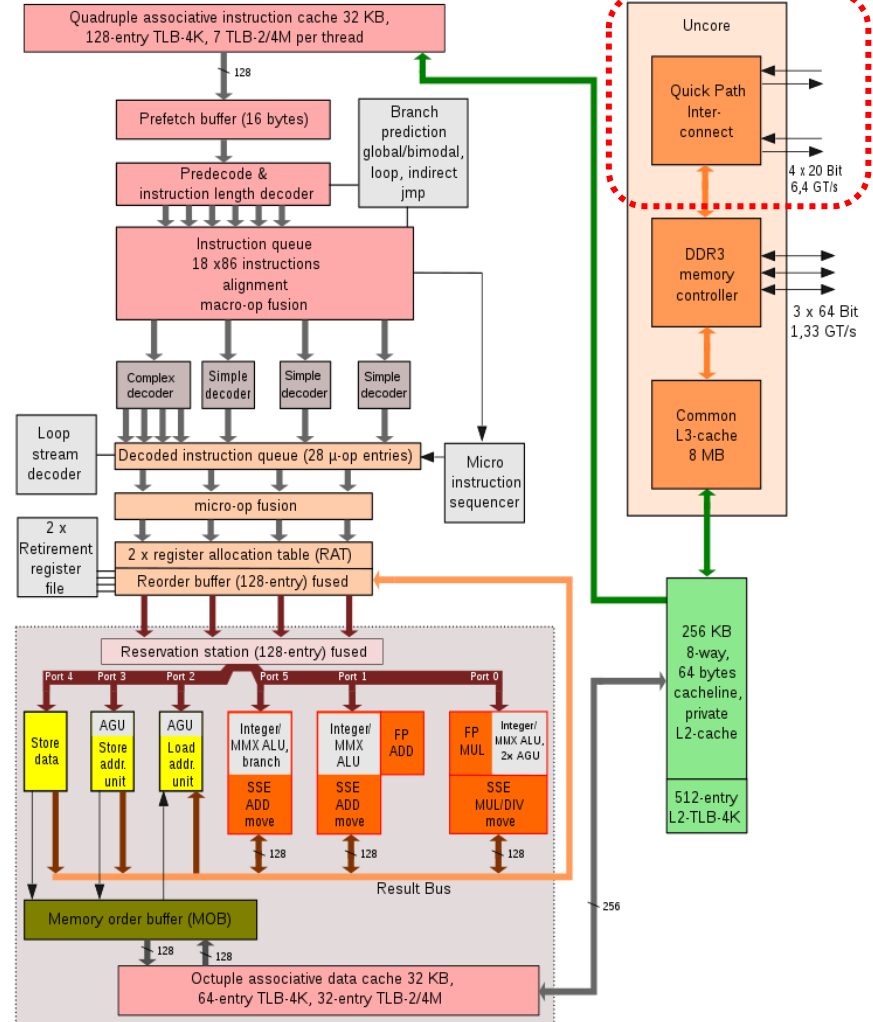 Quadruple associative instruction cache 32 KB,
128-entry TLB-4K, 7 TLB-2/4M per thread
128
Prefetch buffer (16 bytes)
Branch
prediction
global/bimodal,
loop, indirect
jmp
Predecode &
instruction length decoder
Instruction queue
18 x86 instructions
alignment
macro-op fusion
Complex
decoder
Simple
decoder
Simple
decoder
Simple
decoder
Loop
stream
decoder
Decoded instruction queue (28 µ-op entries)
Micro
instruction
sequencer
micro-op fusion
2 x
Retirement
register
file
2 x register allocation table (RAT)
Reorder buffer (128-entry) fused
Reservation station (128-entry) fused
Port 4
Port 3
Port 2
Port 5
Port 1
Port 0
Store
data
AGU
Store
addr.
unit
AGU
Load
addr.
unit
Integer/
MMX ALU,
branch
SSE
ADD
move
Integer/
MMX
ALU
FP
ADD
SSE
ADD
move
FP
MUL
Integer/
MMX ALU,
2x AGU
SSE
MUL/DIV
move
128
128
128
Result Bus
Memory order buffer (MOB)
128
128
Octuple associative data cache 32 KB,
64-entry TLB-4K, 32-entry TLB-2/4M
256
Uncore
Quick Path
Inter-
connect
4 x 20 Bit
6,4 GT/s
DDR3
memory
controller
3 x 64 Bit
1,33 GT/s
Common
L3-cache
8 MB
256 KB
8-way,
64 bytes
cacheline,
private
L2-cache
512-entry
L2-TLB-4K